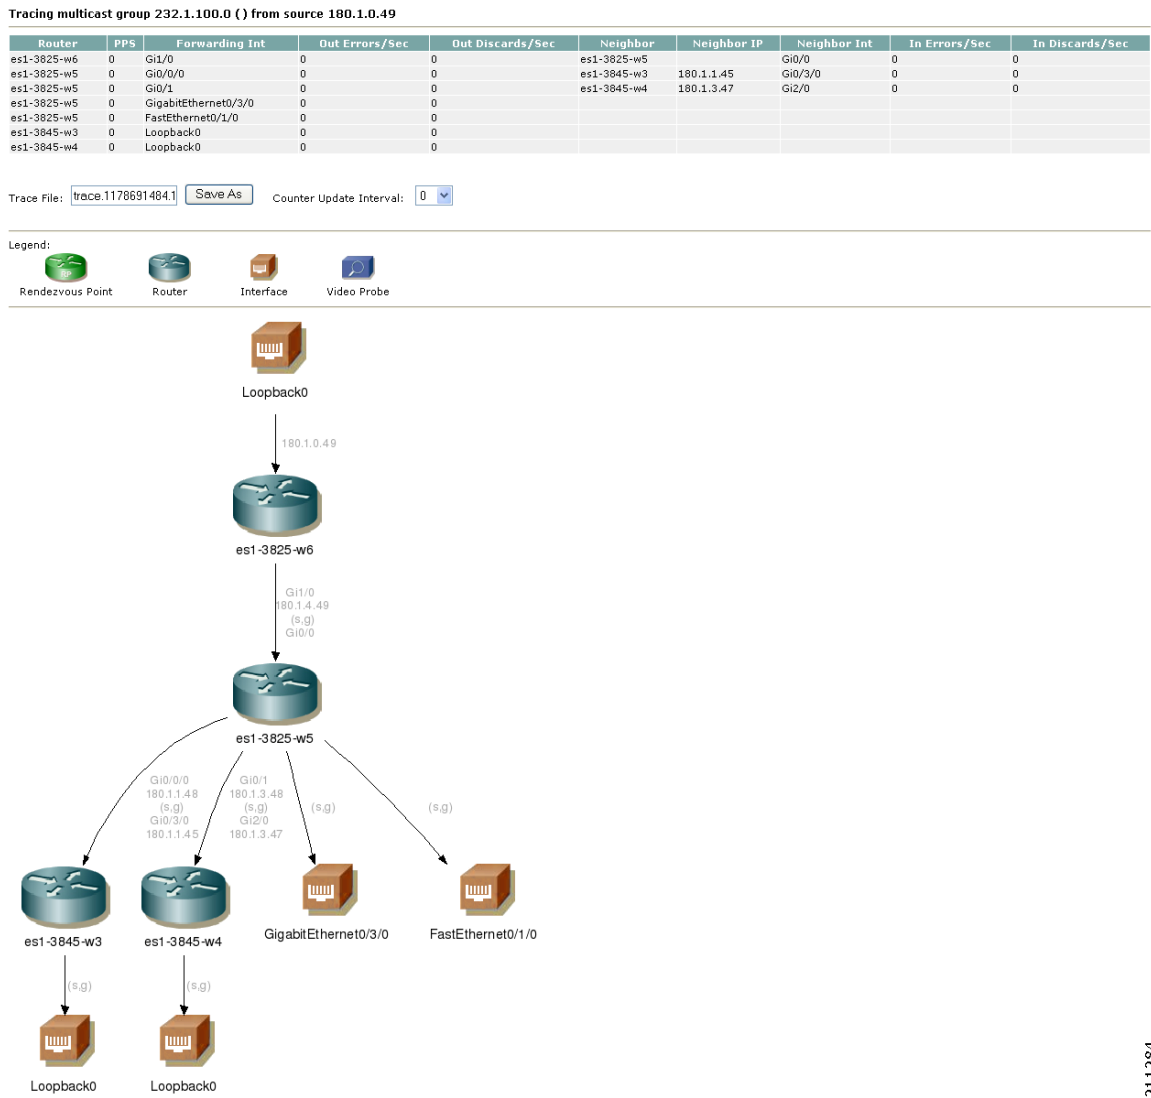 Tracing multicast group 232.1.100.0 ( ) from source 180.1.0.49
Router PPS Forwarding Int Out Errors/Sec Out Discards/Sec Neighbor Neighbor IP Neighbor Int In Errors/Sec In Discards/Sec
es1-3825-w6 0 Gi1/0 0 0 es1-3825-w5 Gi0/0 0 0
es1-3825-w5 0 Gi0/0/0 0 0 es1-3845-w3 180.1.1.45 Gi0/3/0 0 0
es1-3825-w5 0 Gi0/1 0 0 es1-3845-w4 180.1.3.47 Gi2/0 0 0
es1-3825-w5 0 GigabitEthernet0/3/0 0 0
es1-3825-w5 0 FastEthernet0/1/0 0 0
es1-3845-w3 0 Loopback0 0 0
es1-3845-w4 0 Loopback0 0 0
Trace File: trace.1178691484.1 Save As Counter Update Interval: 0
Legend:
RP
Rendezvous Point Router Interface Video Probe
Loopback0
180.1.0.49
es1-3825-w6
Gi1/0
180.1.4.49
(s,g)
Gi0/0
es1-3825-w5
Gi0/0/0
180.1.1.48
(s,g)
Gi0/3/0
180.1.1.45
Gi0/1
180.1.3.48
(s,g)
Gi2/0
180.1.3.47
(s,g)
(s,g)
es1-3845-w3
es1-3845-w4
GigabitEthernet0/3/0
FastEthernet0/1/0
(s,g)
(s,g)
Loopback0
Loopback0